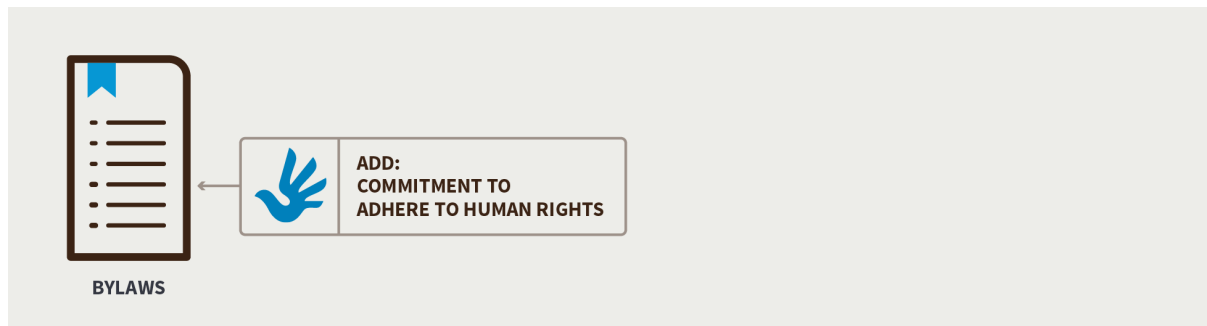 ADD:
COMMITMENT TO
ADHERE TO HUMAN RIGHTS
BYLAWS